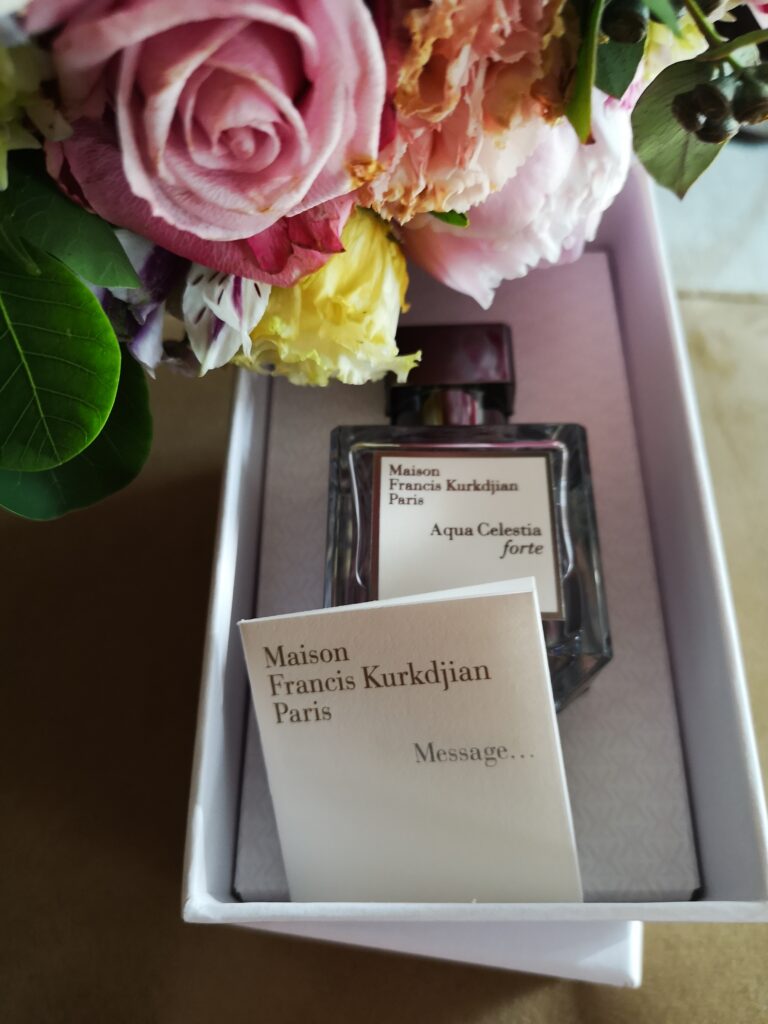 Maison
Francis Kurkdjian
Paris
Aqua Celestia
forte
Maison
Francis Kurkdjian
Paris
Message...